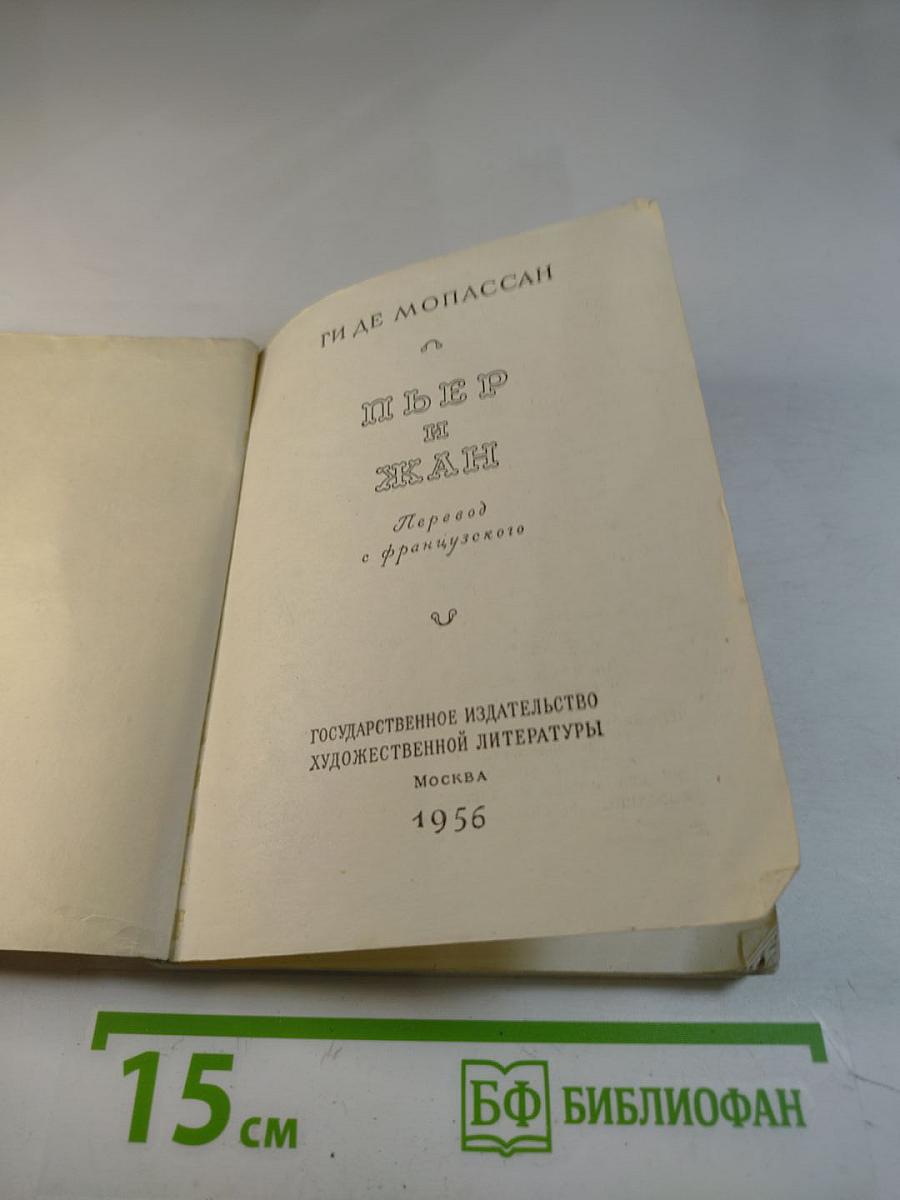 ГИ ДЕ МОПАССАН
ПЬЕР
И
ЖАН
Перевод
с французского
ГОСУДАРСТВЕННОЕ ИЗДАТЕЛЬСТВО
ХУДОЖЕСТВЕННОЙ ЛИТЕРАТУРЫ
МОСКВА
1956
15 см
БФ БИБЛИОФАН